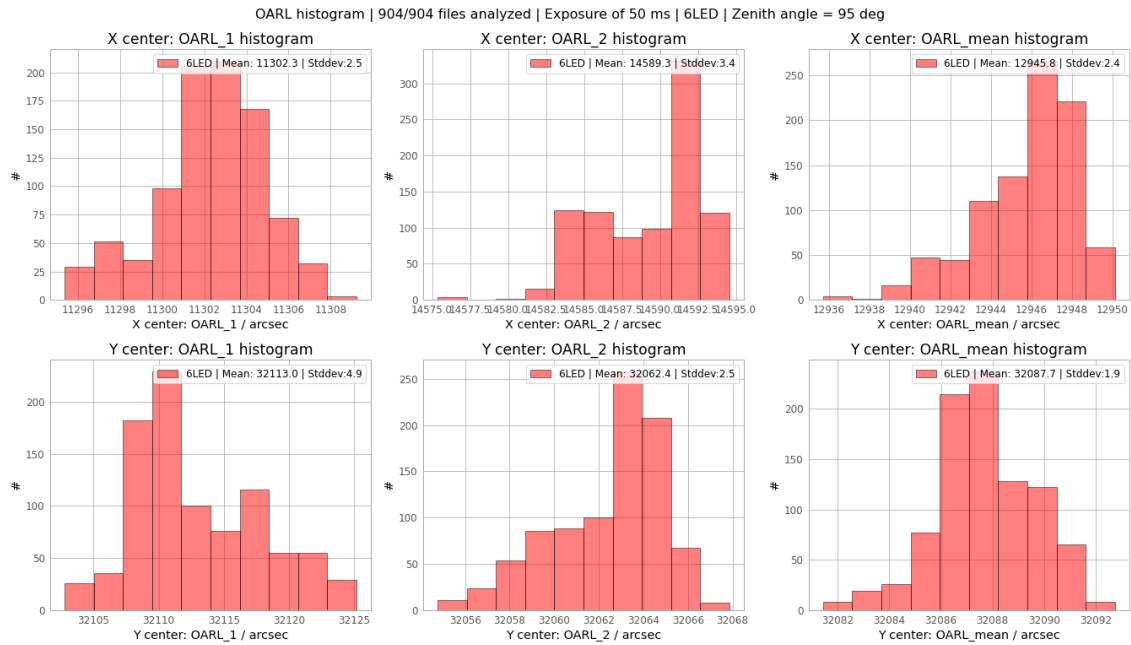 OARL histogram | 904/904 files analyzed | Exposure of 50 ms | 6LED | Zenith angle = 95 deg
X center: OARL_1 histogram
6LED | Mean: 11302.3 | Stddev:2.5
200
175
150
125
100
75
50
25
0
#
11296 11298 11300 11302 11304 11306 11308
X center: OARL_1 / arcsec
X center: OARL_2 histogram
6LED | Mean: 14589.3 | Stddev:3.4
300
250
200
150
100
50
0
#
14575.0 14577.5 14580.0 14582.5 14585.0 14587.5 14590.0 14592.5 14595.0
X center: OARL_2 / arcsec
X center: OARL_mean histogram
6LED | Mean: 12945.8 | Stddev:2.4
250
200
150
100
50
0
#
12936 12938 12940 12942 12944 12946 12948 12950
X center: OARL_mean / arcsec
Y center: OARL_1 histogram
6LED | Mean: 32113.0 | Stddev:4.9
200
150
100
50
0
#
32105 32110 32115 32120 32125
Y center: OARL_1 / arcsec
Y center: OARL_2 histogram
6LED | Mean: 32062.4 | Stddev:2.5
250
200
150
100
50
0
#
32056 32058 32060 32062 32064 32066 32068
Y center: OARL_2 / arcsec
Y center: OARL_mean histogram
6LED | Mean: 32087.7 | Stddev:1.9
200
150
100
50
0
#
32082 32084 32086 32088 32090 32092
Y center: OARL_mean / arcsec